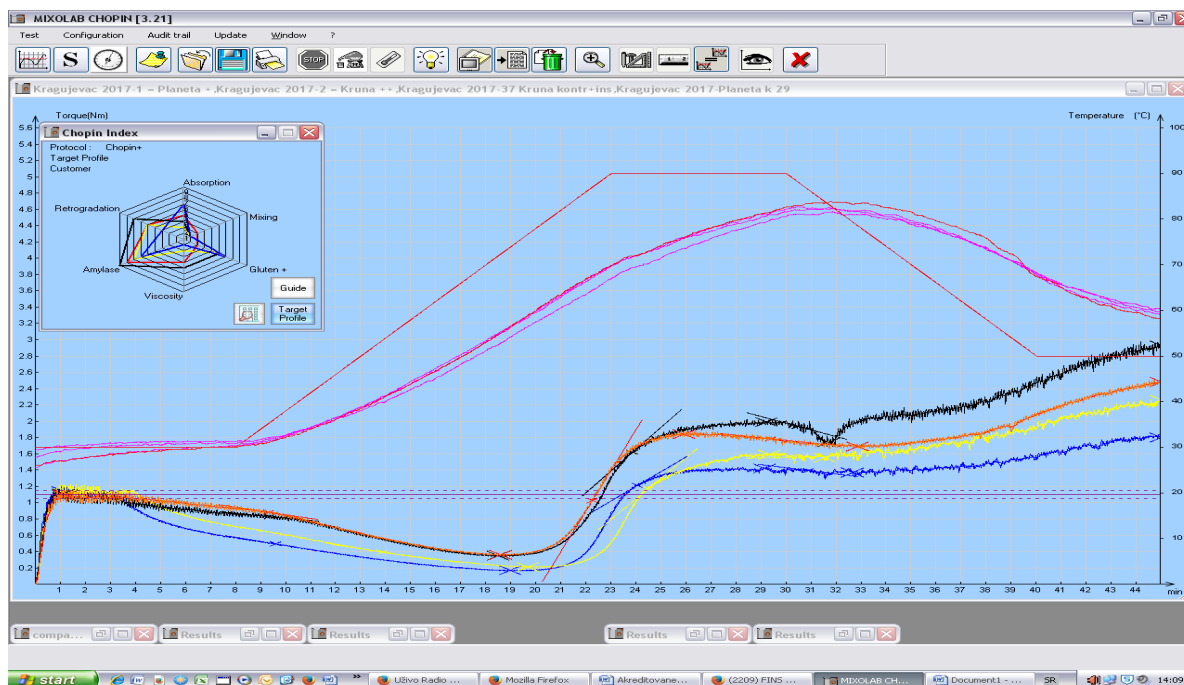 MIXOLAB CHOPIN [3.21]
Test Configuration Audit trail Update Window ?
S STOP
Kragujevac 2017-1 – Planeta + ,Kragujevac 2017-2 – Kruna ++ ,Kragujevac 2017-37 Kruna kontr+ins,Kragujevac 2017-Planeta k 29
Torque(Nm) Temperature (°C)
Chopin Index
Protocol : Chopin+
Target Profile
Customer
Absorption
Retrogradation Mixing
Amylase Gluten +
Viscosity
Guide
Target
Profile
5.6
5.4
5.2
5
4.8
4.6
4.4
4.2
4
3.8
3.6
3.4
3.2
3
2.8
2.6
2.4
2.2
2
1.8
1.6
1.4
1.2
1
0.8
0.6
0.4
0.2
100
90
80
70
60
50
40
30
20
10
1 2 3 4 5 6 7 8 9 10 11 12 13 14 15 16 17 18 19 20 21 22 23 24 25 26 27 28 29 30 31 32 33 34 35 36 37 38 39 40 41 42 43 44 min
compa... Results Results Results Results
start » Uživo Radio ... Mozilla Firefox Akreditovane... (2209) FINS ... MIXOLAB CH... Document1 - ... SR 14:09